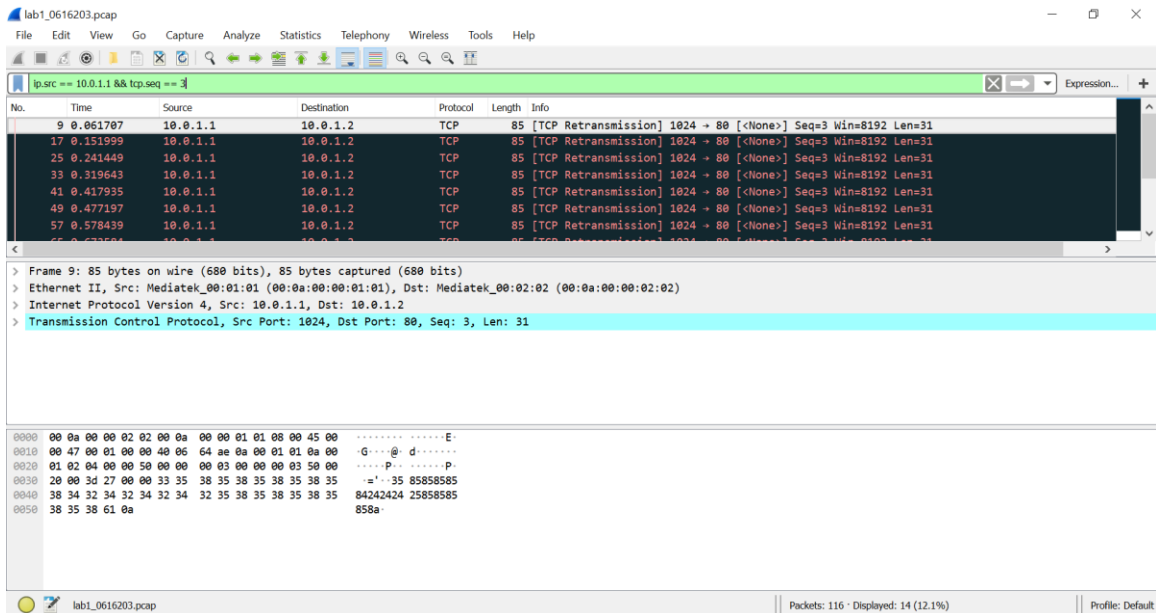 lab1_0616203.pcap
File Edit View Go Capture Analyze Statistics Telephony Wireless Tools Help
ip.src == 10.0.1.1 && tcp.seq == 3
Expression... +
No. Time Source Destination Protocol Length Info
9 0.061707 10.0.1.1 10.0.1.2 TCP 85 [TCP Retransmission] 1024 → 80 [<None>] Seq=3 Win=8192 Len=31
17 0.151999 10.0.1.1 10.0.1.2 TCP 85 [TCP Retransmission] 1024 → 80 [<None>] Seq=3 Win=8192 Len=31
25 0.241449 10.0.1.1 10.0.1.2 TCP 85 [TCP Retransmission] 1024 → 80 [<None>] Seq=3 Win=8192 Len=31
33 0.319643 10.0.1.1 10.0.1.2 TCP 85 [TCP Retransmission] 1024 → 80 [<None>] Seq=3 Win=8192 Len=31
41 0.417935 10.0.1.1 10.0.1.2 TCP 85 [TCP Retransmission] 1024 → 80 [<None>] Seq=3 Win=8192 Len=31
49 0.477197 10.0.1.1 10.0.1.2 TCP 85 [TCP Retransmission] 1024 → 80 [<None>] Seq=3 Win=8192 Len=31
57 0.578439 10.0.1.1 10.0.1.2 TCP 85 [TCP Retransmission] 1024 → 80 [<None>] Seq=3 Win=8192 Len=31
> Frame 9: 85 bytes on wire (680 bits), 85 bytes captured (680 bits)
> Ethernet II, Src: Mediatek_00:01:01 (00:0a:00:00:01:01), Dst: Mediatek_00:02:02 (00:0a:00:00:02:02)
> Internet Protocol Version 4, Src: 10.0.1.1, Dst: 10.0.1.2
> Transmission Control Protocol, Src Port: 1024, Dst Port: 80, Seq: 3, Len: 31
0000 00 0a 00 00 02 02 00 0a 00 00 01 01 08 00 45 00 ········ ······E·
0010 00 47 00 01 00 00 40 06 64 ae 0a 00 01 01 0a 00 ·G····@· d·······
0020 01 02 04 00 00 50 00 00 00 03 00 00 00 03 50 00 ·····P·· ······P·
0030 20 00 3d 27 00 00 33 35 38 35 38 35 38 35 38 35 ·='··35 85858585
0040 38 34 32 34 32 34 32 34 32 35 38 35 38 35 38 35 84242424 25858585
0050 38 35 38 61 0a 858a·
lab1_0616203.pcap
Packets: 116 · Displayed: 14 (12.1%)
Profile: Default